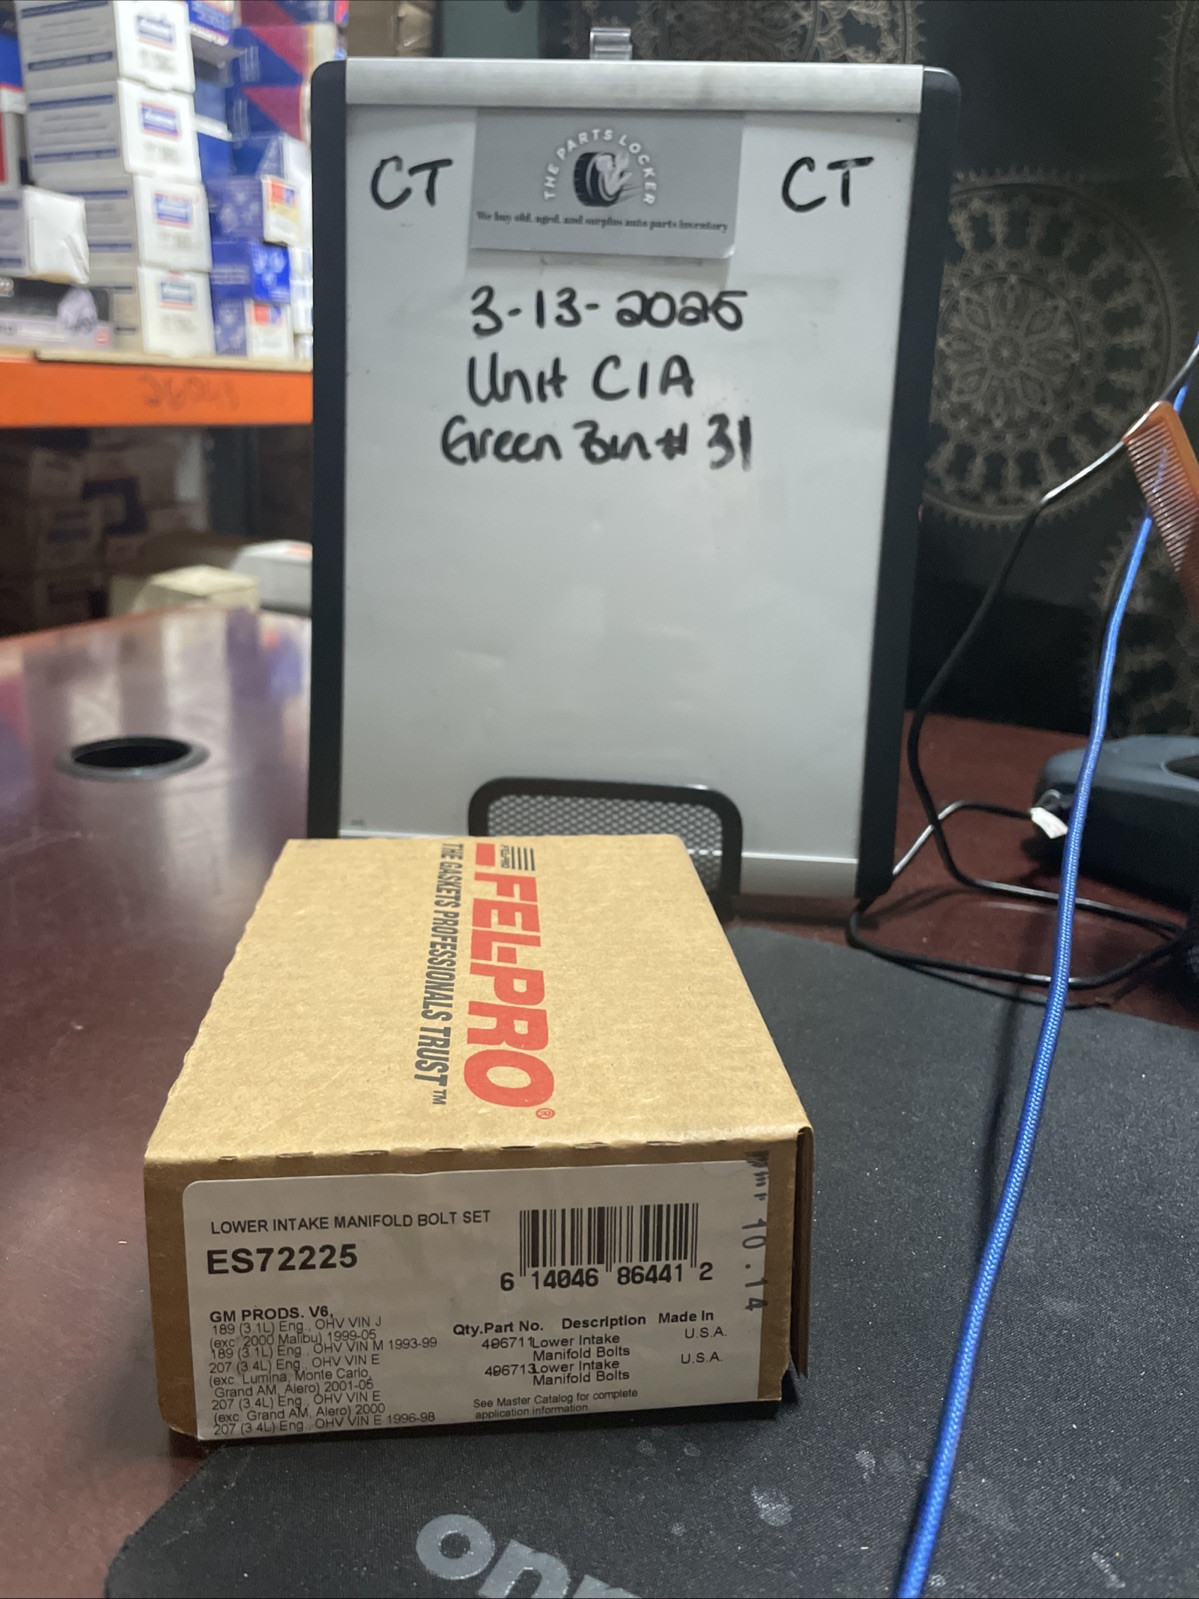 CT
THE PARTS LOCKER
CT
We buy old, aged, and surplus auto parts inventory
3-13-2025
Unit C1A
Green Bin # 31
FEL-PRO
FEL-PRO®
THE GASKETS PROFESSIONALS TRUST™
LOWER INTAKE MANIFOLD BOLT SET
ES72225
6 14046 86441 2
10.14
GM PRODS. V6,
189 (3.1L) Eng., OHV VIN J
(exc. 2000 Malibu) 1999-05
189 (3.1L) Eng., OHV VIN M 1993-99
207 (3.4L) Eng., OHV VIN E
(exc. Lumina, Monte Carlo,
Grand AM, Alero) 2001-05
207 (3.4L) Eng., OHV VIN E
(exc. Grand AM, Alero) 2000
207 (3.4L) Eng., OHV VIN E 1996-98
Qty. Part No. Description Made In
496711 Lower Intake U.S.A.
Manifold Bolts
496713 Lower Intake U.S.A.
Manifold Bolts
See Master Catalog for complete
application information.